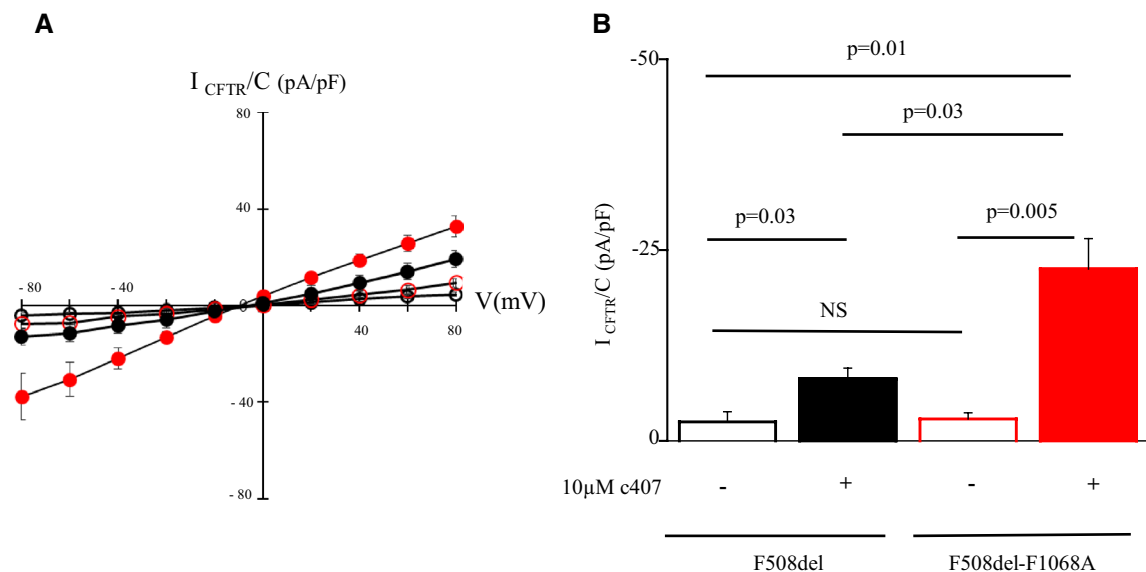 A
I CFTR/C (pA/pF)
80
40
- 80
-40
0
40
80
V(mV)
- 40
- 80
B
-50
p=0.01
p=0.03
p=0.03
p=0.005
-25
NS
0
I CFTR/C (pA/pF)
10μM c407
-
+
-
+
F508del
F508del-F1068A